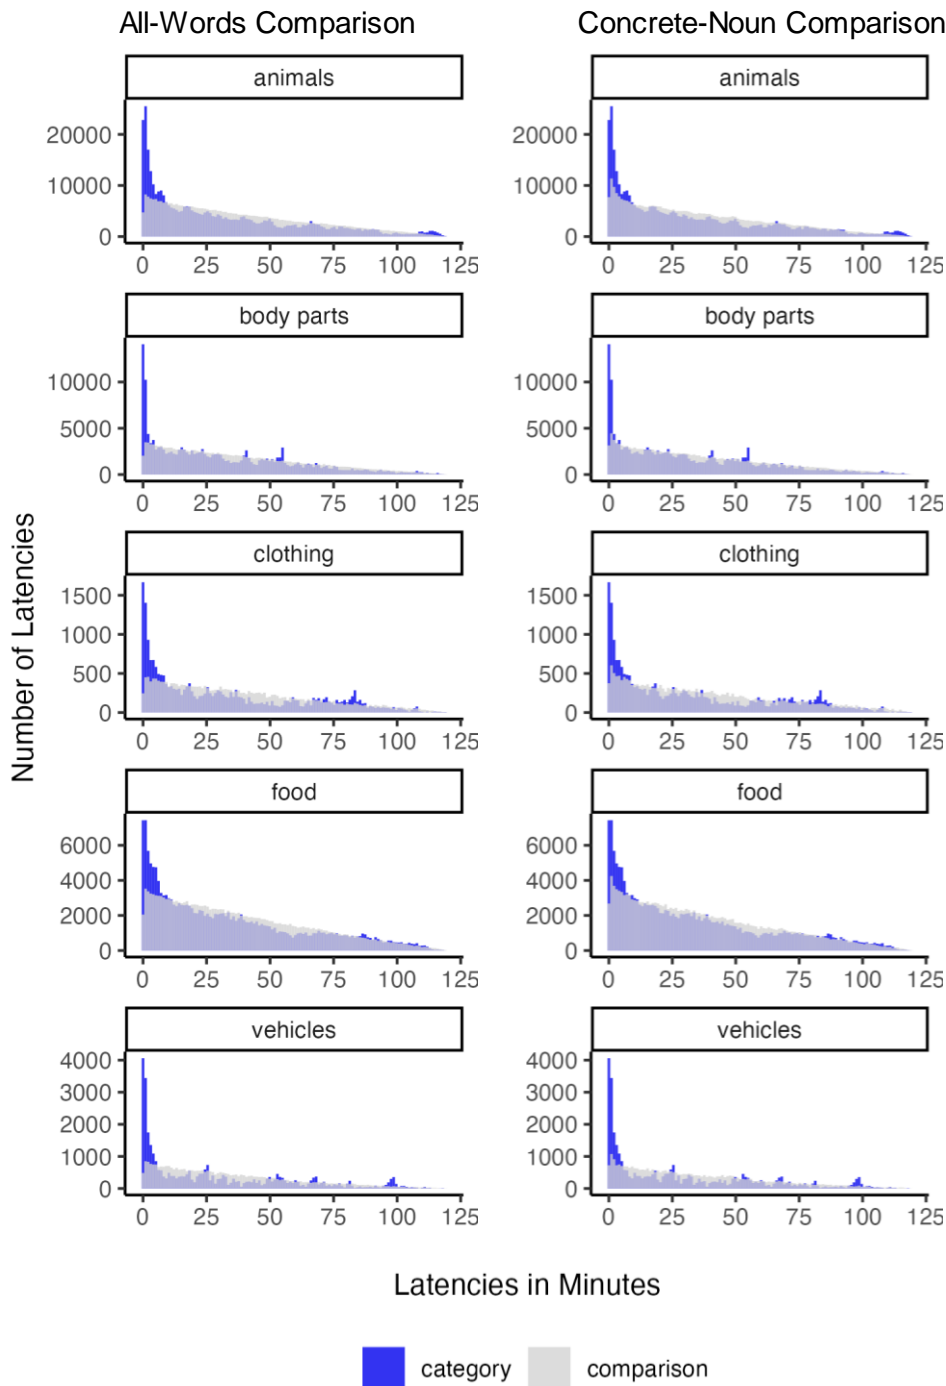 All-Words Comparison
Concrete-Noun Comparison
animals
animals
20000
10000
0
0 25 50 75 100 125
20000
10000
0
0 25 50 75 100 125
body parts
body parts
10000
5000
0
0 25 50 75 100 125
10000
5000
0
0 25 50 75 100 125
clothing
clothing
1500
1000
500
0
0 25 50 75 100 125
1500
1000
500
0
0 25 50 75 100 125
food
food
6000
4000
2000
0
0 25 50 75 100 125
6000
4000
2000
0
0 25 50 75 100 125
vehicles
vehicles
4000
3000
2000
1000
0
0 25 50 75 100 125
4000
3000
2000
1000
0
0 25 50 75 100 125
Number of Latencies
Latencies in Minutes
category
comparison